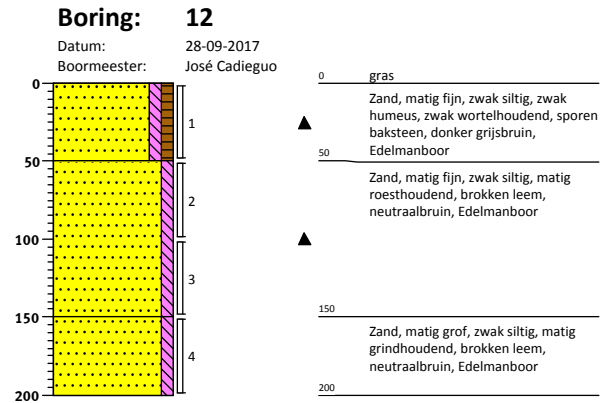 Boring: 12
Datum: 28-09-2017
Boormeester: José Cadieguo
0
50
100
150
200
1
2
3
4
0 gras
Zand, matig fijn, zwak siltig, zwak
humeus, zwak wortelhoudend, sporen
baksteen, donker grijsbruin,
Edelmanboor
50
Zand, matig fijn, zwak siltig, matig
roesthoudend, brokken leem,
neutraalbruin, Edelmanboor
150
Zand, matig grof, zwak siltig, matig
grindhoudend, brokken leem,
neutraalbruin, Edelmanboor
200